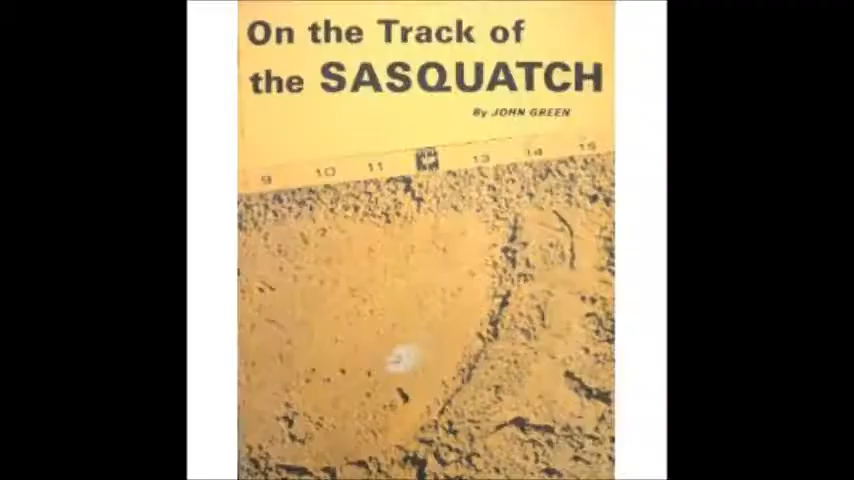 On the Track of
the SASQUATCH
By JOHN GREEN
9 10 11 13 14 15